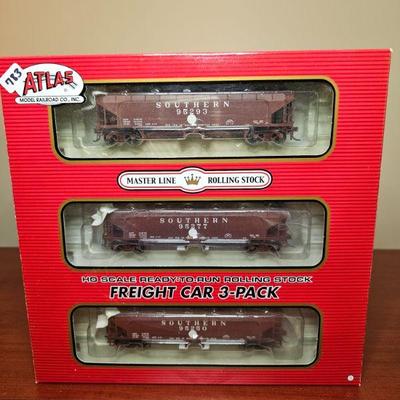 783
ATLAS
MODEL RAILROAD CO., INC.
SOUTHERN
95293
MASTER LINE ROLLING STOCK
SOUTHERN
95277
HO SCALE READY-TO-RUN ROLLING STOCK
FREIGHT CAR 3-PACK
SOUTHERN